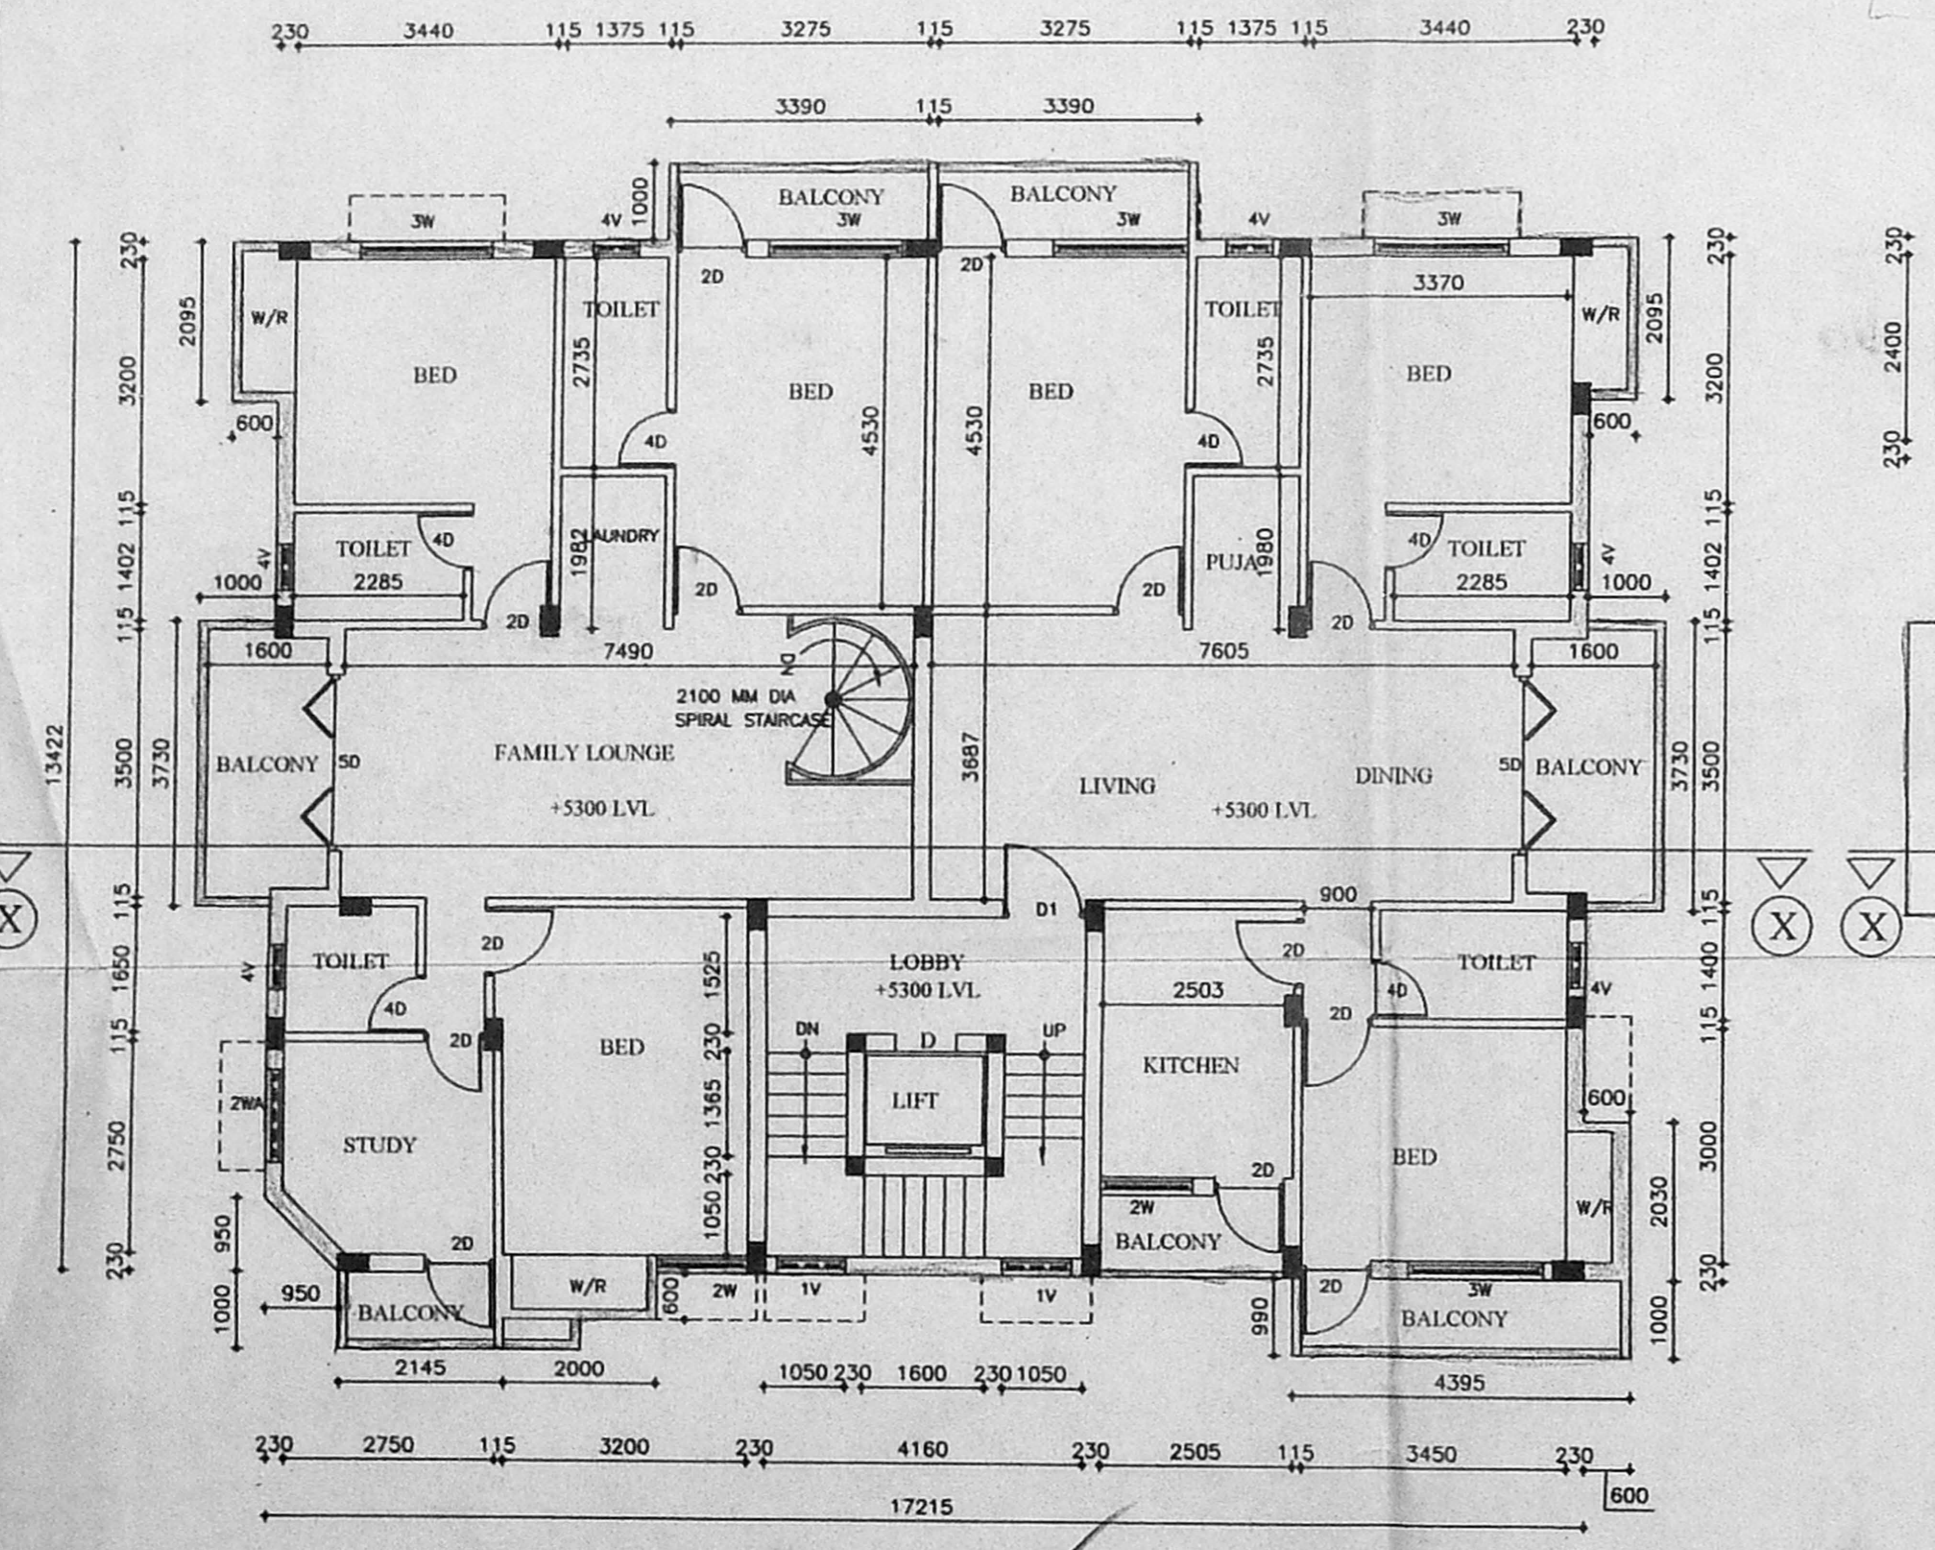 230 3440 115 1375 115 3275 115 3275 115 1375 115 3440 230
3390 115 3390
1000
BALCONY BALCONY
3W 4V 3W 3W 4V 3W
2D 2D
230 230 230
2095 W/R TOILET TOILET 3370 W/R 2095
3200 BED 2735 BED BED 2735 BED 3200 2400
600 4D 4530 4530 4D 600
230
115 115
AUNDRY
4V TOILET 4D 1982 PUJA 1980 4D TOILET 4V
1402 1000 2285 2D 2D 2285 1000 1402
115 2D 2D 115
1600 7490 DN 7605 1600
2100 MM DIA
SPIRAL STAIRCASE
13422 3500 3730 BALCONY 5D FAMILY LOUNGE 3687 LIVING DINING 5D BALCONY 3730 3500
+5300 LVL +5300 LVL
115 900 115
X D1 X X
2D 2D
1650 4V TOILET 1525 LOBBY TOILET 1400
+5300 LVL 2503 4D 4V
4D 2D 2D
115 230 DN D UP 115
BED KITCHEN
2WA 1365 LIFT 600
2750 STUDY BED 3000
230 2D
950 1050 2W W/R 2030
2D BALCONY
230 230
W/R 600 2W 1V 1V 2D 3W
1000 950 BALCONY 990 BALCONY 1000
2145 2000 1050 230 1600 230 1050 4395
230 2750 115 3200 230 4160 230 2505 115 3450 230
600
17215